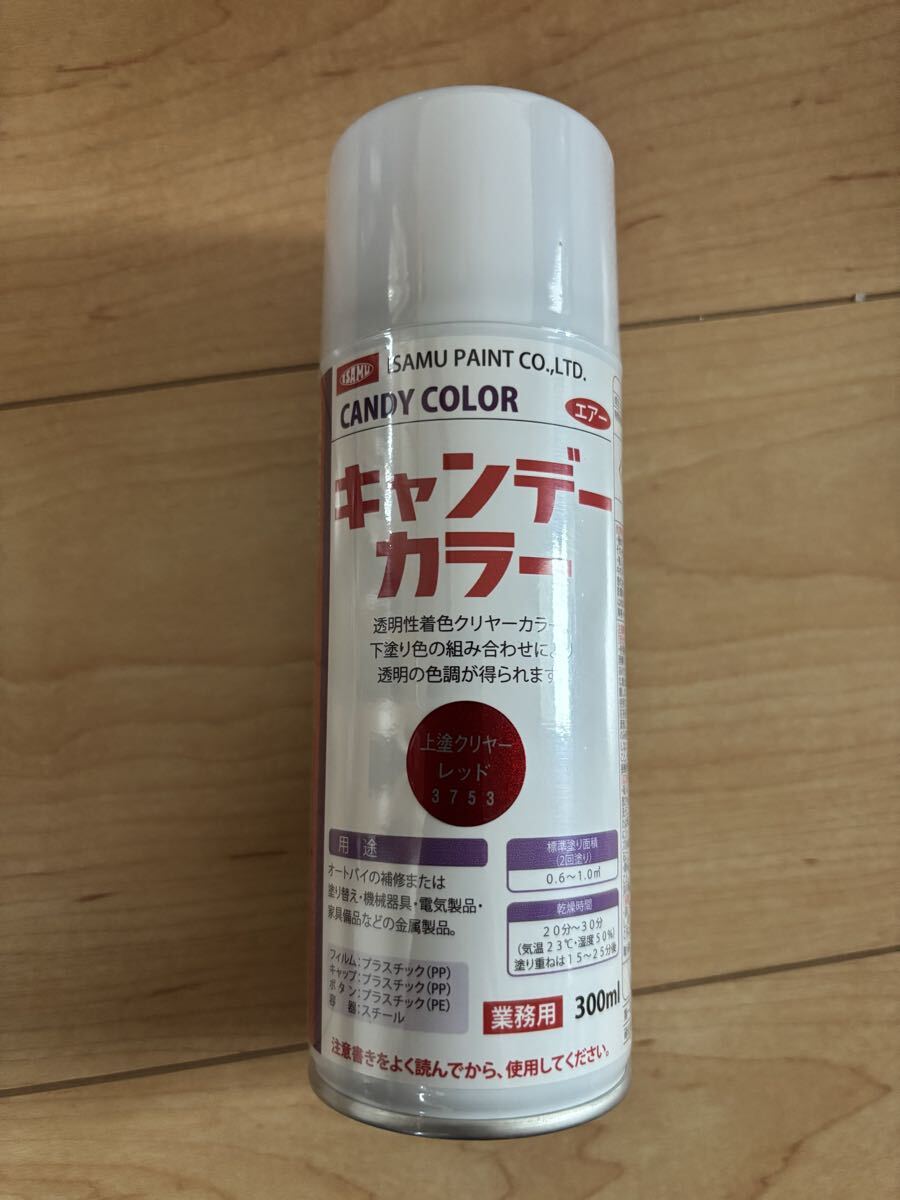 ISAMU
ISAMU PAINT CO.,LTD.
CANDY COLOR
エアー
キャンデー
カラー
透明性着色クリヤーカラー
下塗り色の組み合わせにより
透明の色調が得られます
上塗クリヤー
レッド
3753
用途
オートバイの補修または
塗り替え・機械器具・電気製品・
家具備品などの金属製品。
標準塗り面積
(2回塗り)
0.6～1.0㎡
乾燥時間
20分～30分
(気温23℃・湿度50%)
塗り重ねは15～25分後
フィルム:プラスチック(PP)
キャップ:プラスチック(PP)
ボタン:プラスチック(PE)
容器:スチール
業務用
300ml
注意書きをよく読んでから、使用してください。